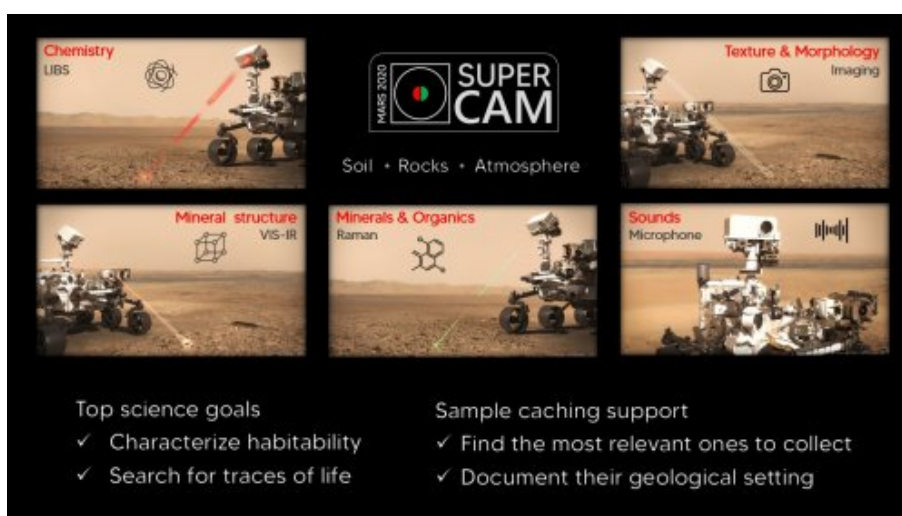 Chemistry
LIBS
MARS 2020
SUPER
CAM
Soil + Rocks + Atmosphere
Texture & Morphology
Imaging
Mineral structure
VIS-IR
Minerals & Organics
Raman
Sounds
Microphone
Top science goals
✓ Characterize habitability
✓ Search for traces of life
Sample caching support
✓ Find the most relevant ones to collect
✓ Document their geological setting